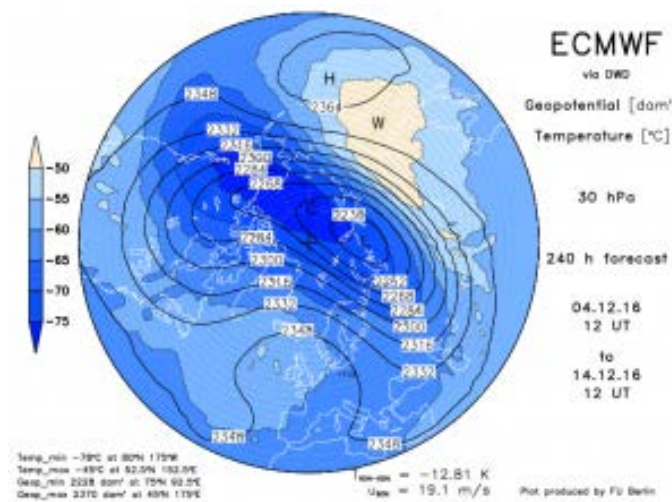 ECMWF
via DWD
Geopotential [dam]
Temperature [°C]
30 hPa
240 h forecast
04.12.16
12 UT
to
14.12.16
12 UT
-50
-55
-60
-65
-70
-75
H
W
2348
2364
2332
2316
2300
2284
2268
2236
2284
2300
2316
2332
2348
2252
2268
2284
2300
2316
2332
2348
2348
Temp_min -78°C at 80°N 175°W
Temp_max -45°C at 52.5°N 152.5°E
Geop_min 2228 dam at 75°N 92.5°E
Geop_max 2370 dam at 45°N 175°E
= -12.81 K
= 19.1 m/s
Plot produced by FU Berlin